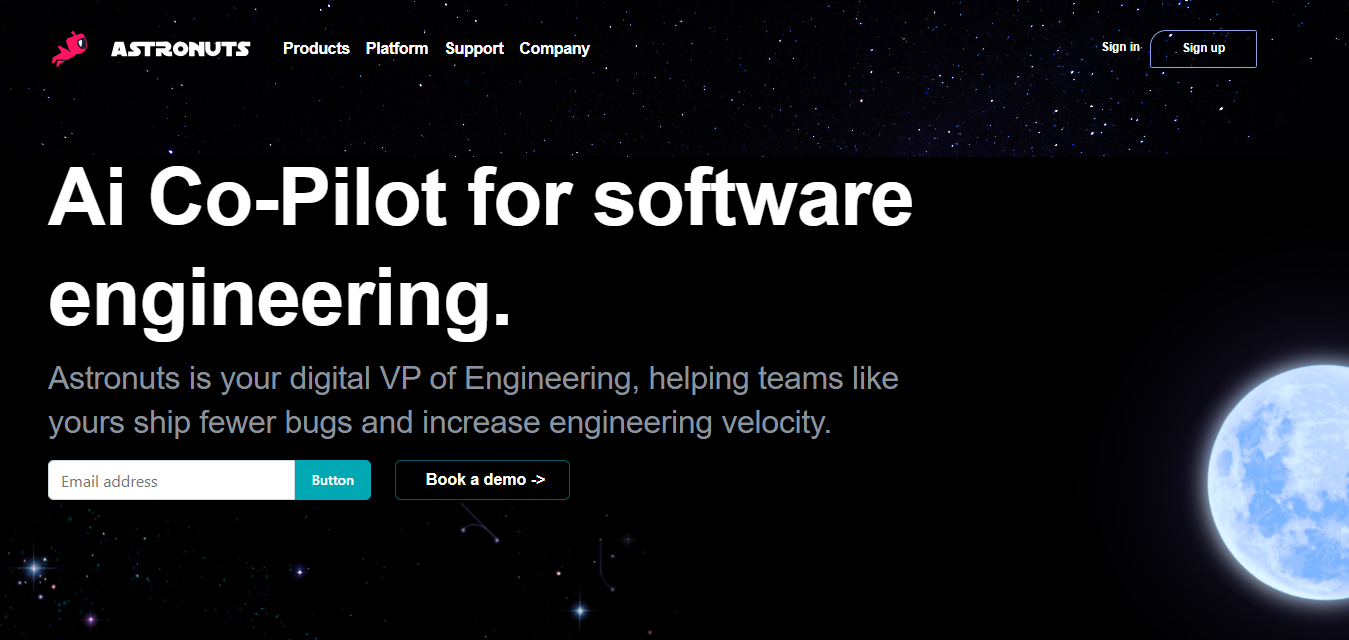 ASTRONUTS Products Platform Support Company Sign in Sign up
Ai Co-Pilot for software
engineering.
Astronuts is your digital VP of Engineering, helping teams like
yours ship fewer bugs and increase engineering velocity.
Email address Button Book a demo ->